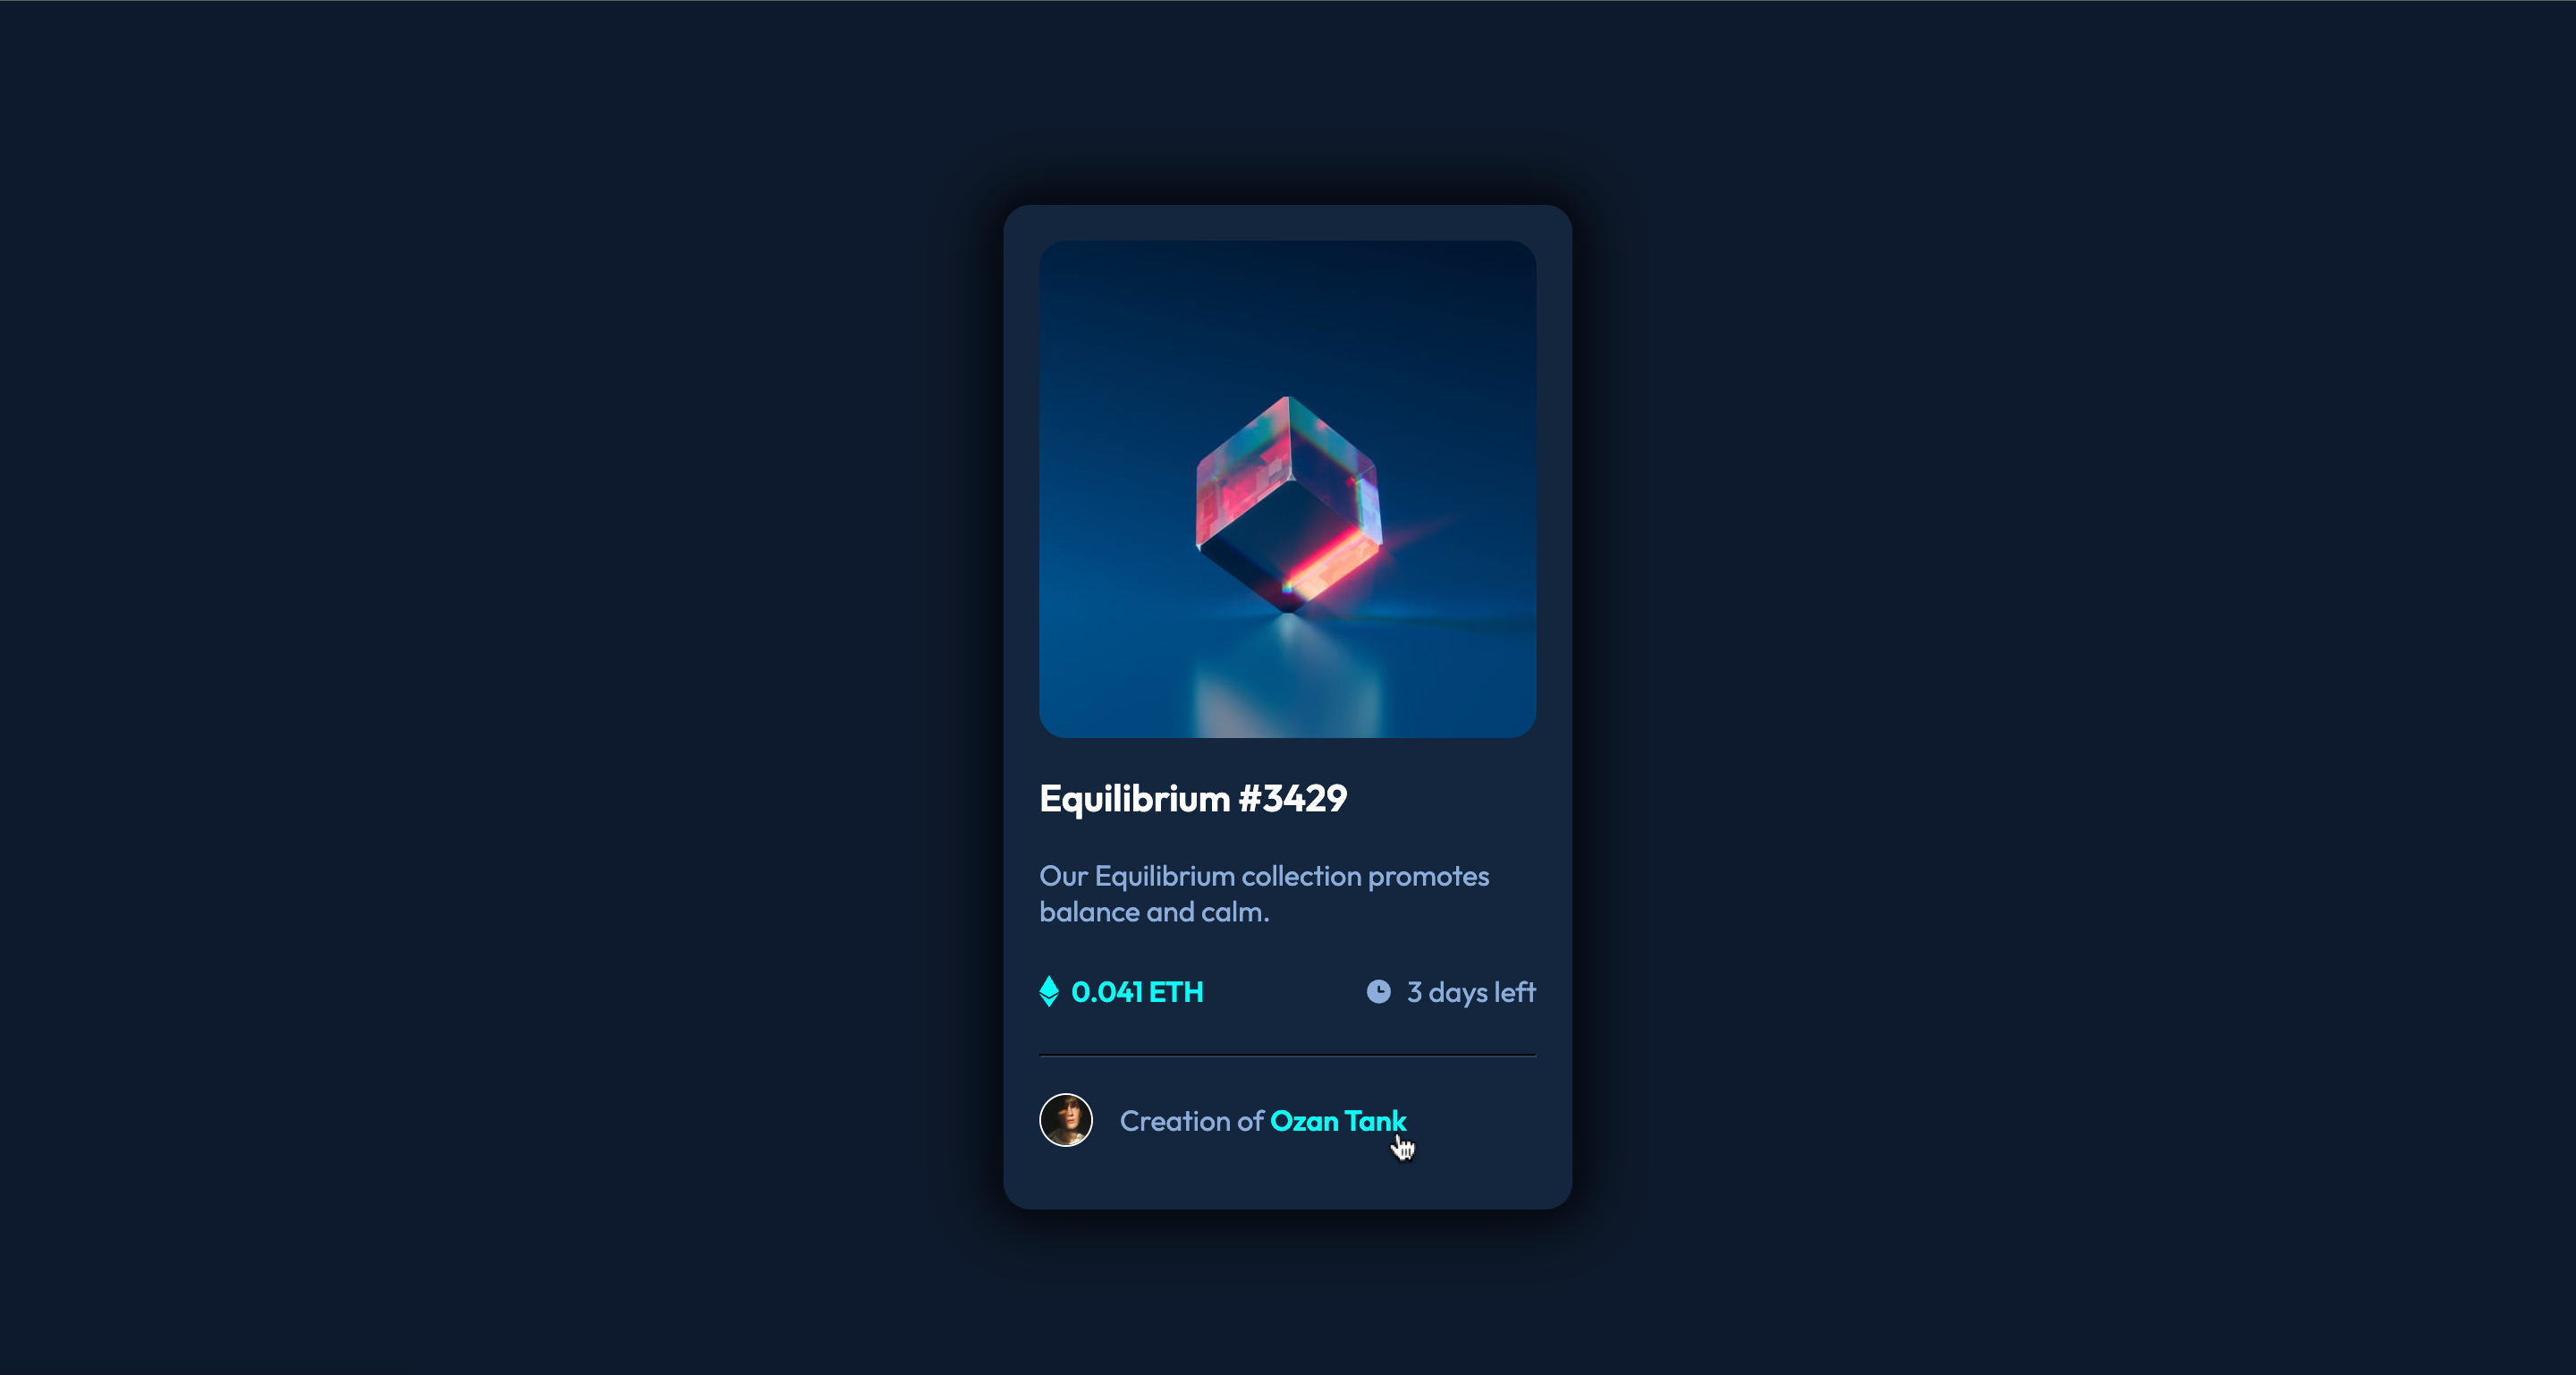 Equilibrium #3429
Our Equilibrium collection promotes
balance and calm.
0.041 ETH
3 days left
Creation of Ozan Tank